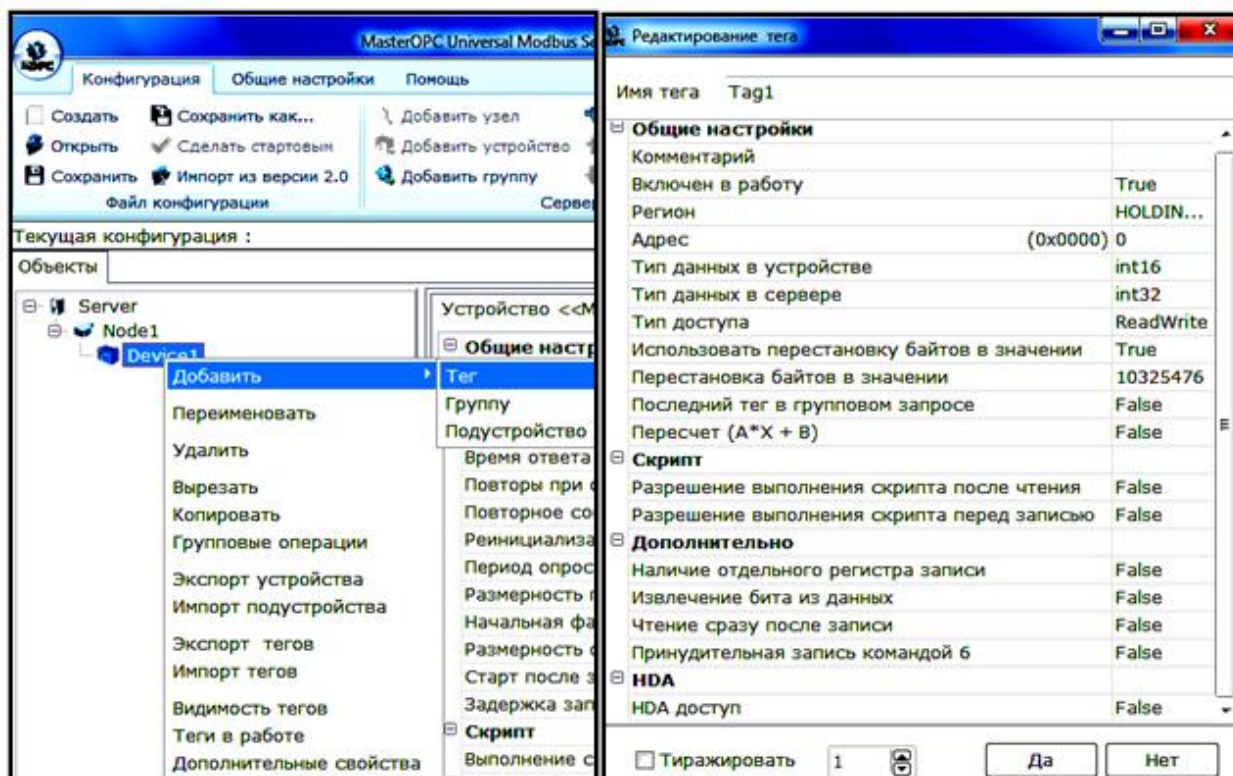 MasterOPC Universal Modbus Se
Конфигурация Общие настройки Помощь
Создать Сохранить как... Добавить узел
Открыть Сделать стартовым Добавить устройство
Сохранить Импорт из версии 2.0 Добавить группу
Файл конфигурации Сервер
Текущая конфигурация :
Объекты
Server
Node1
Device1
Устройство <<M
Общие настр
Добавить
Переименовать
Удалить
Вырезать
Копировать
Групповые операции
Экспорт устройства
Импорт подустройства
Экспорт тегов
Импорт тегов
Видимость тегов
Теги в работе
Дополнительные свойства
Тег
Группу
Подустройство
Время ответа
Повторы при о
Повторное со
Реинициализа
Период опрос
Размерность п
Начальная фа
Размерность ф
Старт после з
Задержка зап
Скрипт
Выполнение с
Редактирование тега
Имя тега Tag1
Общие настройки
Комментарий
Включен в работу True
Регион HOLDIN...
Адрес (0x0000) 0
Тип данных в устройстве int16
Тип данных в сервере int32
Тип доступа ReadWrite
Использовать перестановку байтов в значении True
Перестановка байтов в значении 10325476
Последний тег в групповом запросе False
Пересчет (A*X + B) False
Скрипт
Разрешение выполнения скрипта после чтения False
Разрешение выполнения скрипта перед записью False
Дополнительно
Наличие отдельного регистра записи False
Извлечение бита из данных False
Чтение сразу после записи False
Принудительная запись командой 6 False
HDA
HDA доступ False
Тиражировать 1 Да Нет